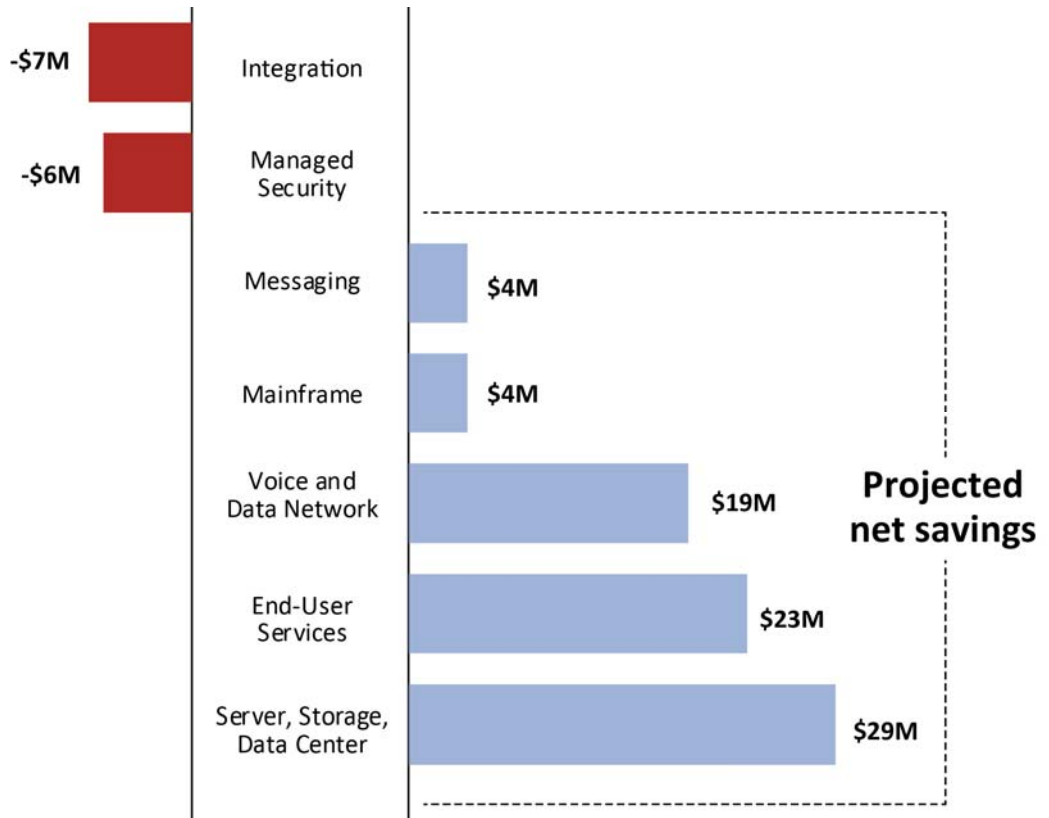 -$7M
Integration
-$6M
Managed
Security
Messaging
$4M
Mainframe
$4M
Voice and
Data Network
$19M
Projected
net savings
End-User
Services
$23M
Server, Storage,
Data Center
$29M